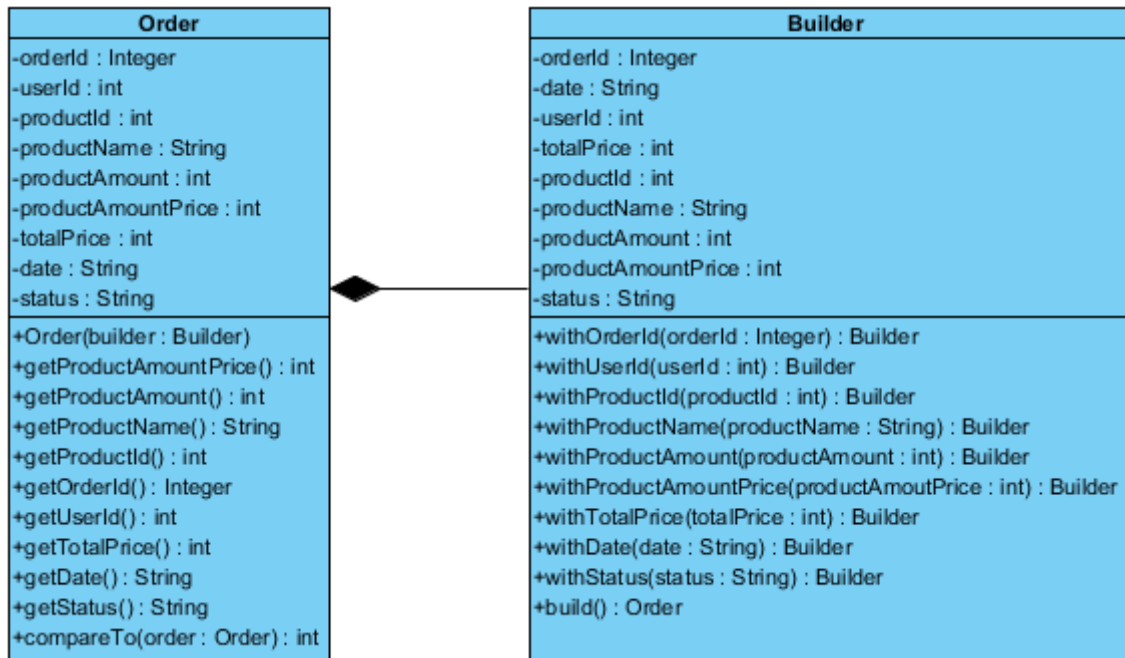 Order
-orderId : Integer
-userId : int
-productId : int
-productName : String
-productAmount : int
-productAmountPrice : int
-totalPrice : int
-date : String
-status : String
+Order(builder : Builder)
+getProductAmountPrice() : int
+getProductAmount() : int
+getProductName() : String
+getProductId() : int
+getOrderId() : Integer
+getUserId() : int
+getTotalPrice() : int
+getDate() : String
+getStatus() : String
+compareTo(order : Order) : int
Builder
-orderId : Integer
-date : String
-userId : int
-totalPrice : int
-productId : int
-productName : String
-productAmount : int
-productAmountPrice : int
-status : String
+withOrderId(orderId : Integer) : Builder
+withUserId(userId : int) : Builder
+withProductId(productId : int) : Builder
+withProductName(productName : String) : Builder
+withProductAmount(productAmount : int) : Builder
+withProductAmountPrice(productAmoutPrice : int) : Builder
+withTotalPrice(totalPrice : int) : Builder
+withDate(date : String) : Builder
+withStatus(status : String) : Builder
+build() : Order